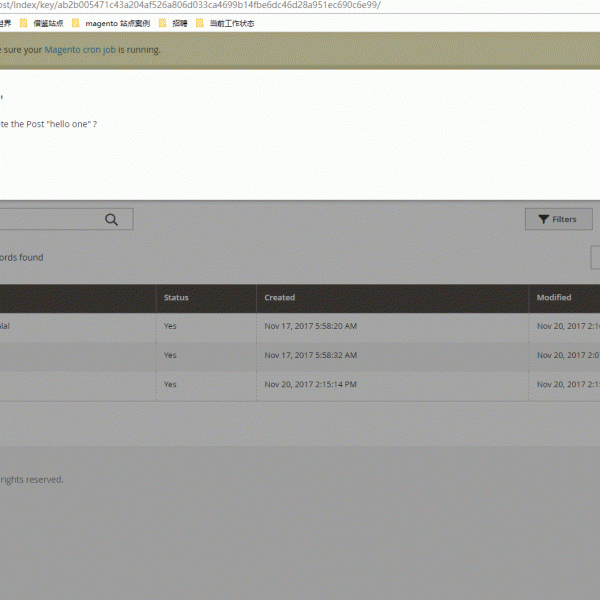 ost/index/key/ab2b005471c43a204af526a806d033ca4699b14fbe6dc46d28a951ec690c6e99/
世界 借鉴站点 magento 站点案例 招聘 当前工作状态
sure your Magento cron job is running.
"
te the Post "hello one" ?
Filters
ords found
Status Created Modified
lal Yes Nov 17, 2017 5:58:20 AM Nov 20, 2017 2:1
Yes Nov 17, 2017 5:58:32 AM Nov 20, 2017 2:0
Yes Nov 20, 2017 2:15:14 PM Nov 20, 2017 2:1
rights reserved.